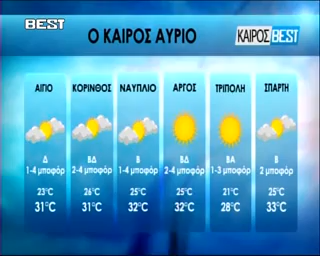 BEST
Ο ΚΑΙΡΟΣ ΑΥΡΙΟ
ΚΑΙΡΟΣ BEST
ΑΙΓΙΟ ΚΟΡΙΝΘΟΣ ΝΑΥΠΛΙΟ ΑΡΓΟΣ ΤΡΙΠΟΛΗ ΣΠΑΡΤΗ
Δ ΒΔ Β ΒΔ ΒΑ Β
1-4 μποφόρ 2-4 μποφόρ 1-4 μποφόρ 2-4 μποφόρ 1-3 μποφόρ 2 μποφόρ
23°C 26°C 25°C 25°C 21°C 25°C
31°C 31°C 32°C 32°C 28°C 33°C